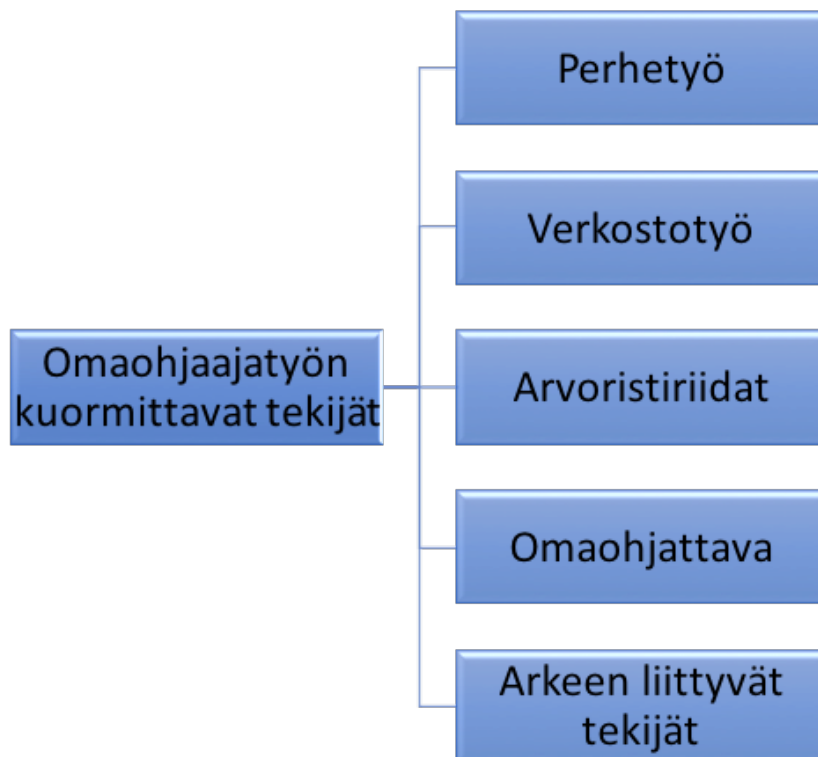 Perhetyö
Verkostotyö
Omaohjaajatyön
kuormittavat tekijät
Arvoristiriidat
Omaohjattava
Arkeen liittyvät
tekijät